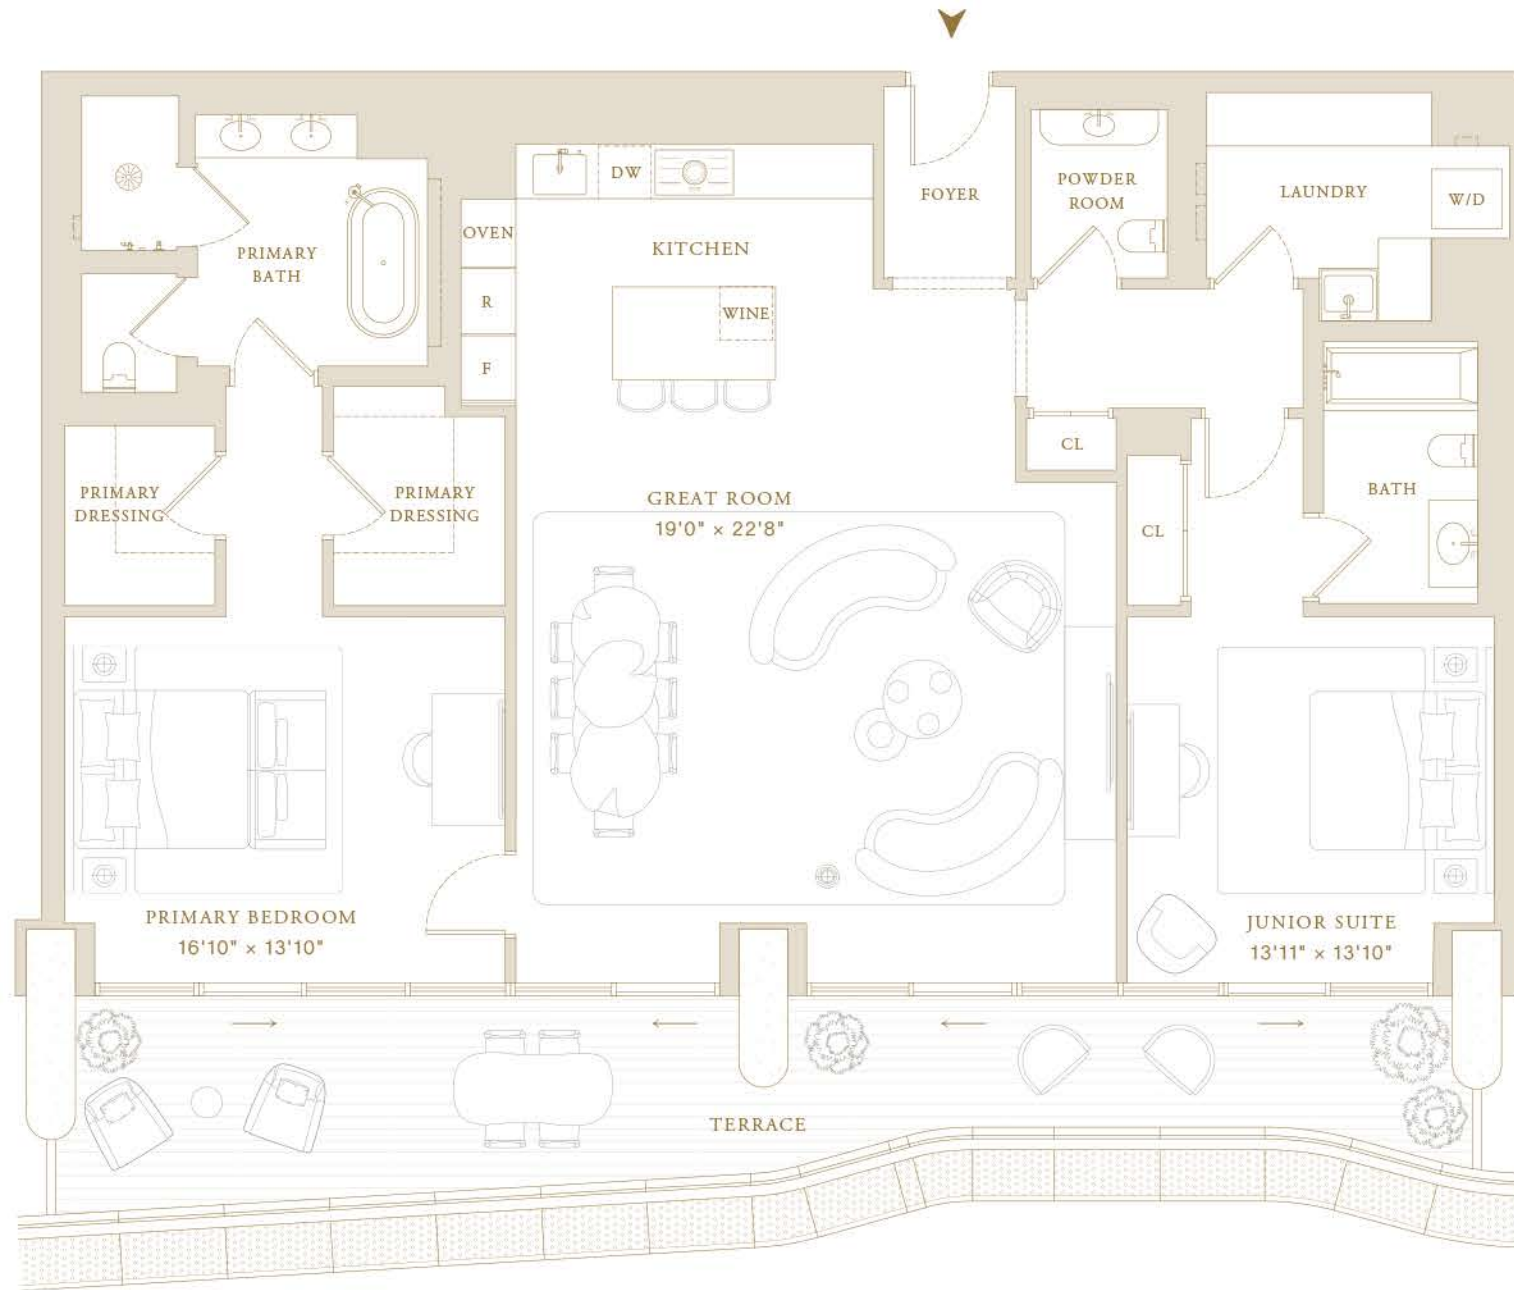 DW
FOYER
POWDER
ROOM
LAUNDRY
W/D
OVEN
KITCHEN
PRIMARY
BATH
R
WINE
F
CL
PRIMARY
DRESSING
PRIMARY
DRESSING
GREAT ROOM
19'0" × 22'8"
BATH
CL
PRIMARY BEDROOM
16'10" × 13'10"
JUNIOR SUITE
13'11" × 13'10"
TERRACE